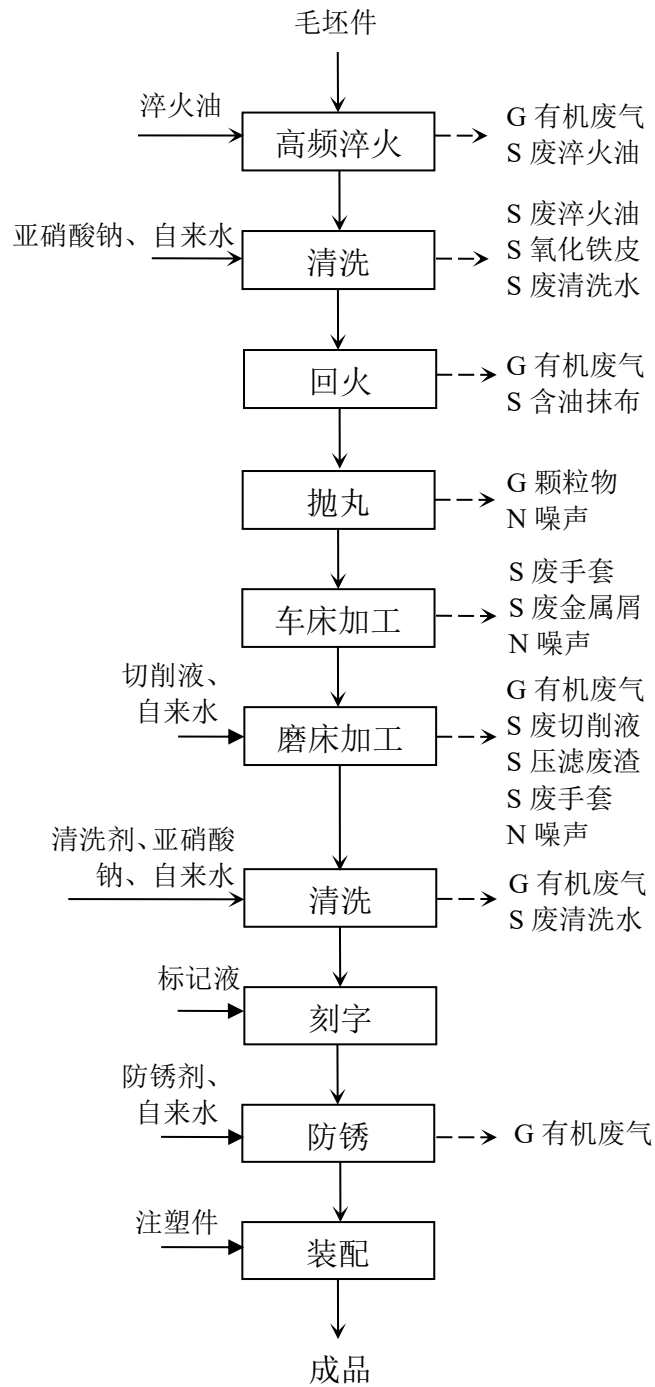 毛坯件
淬火油
高频淬火
G 有机废气
S 废淬火油
亚硝酸钠、自来水
清洗
S 废淬火油
S 氧化铁皮
S 废清洗水
回火
G 有机废气
S 含油抹布
抛丸
G 颗粒物
N 噪声
车床加工
S 废手套
S 废金属屑
N 噪声
切削液、
自来水
磨床加工
G 有机废气
S 废切削液
S 压滤废渣
S 废手套
N 噪声
清洗剂、亚硝酸
钠、自来水
清洗
G 有机废气
S 废清洗水
标记液
刻字
防锈剂、
自来水
防锈
G 有机废气
注塑件
装配
成品